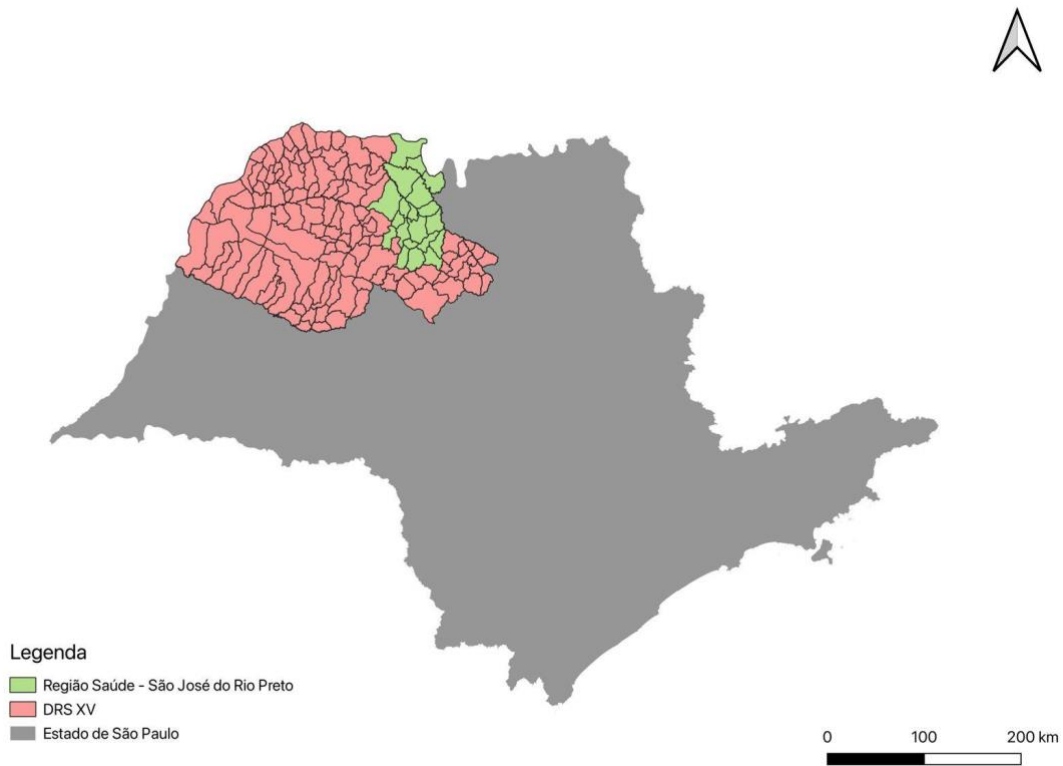 Legenda
Região Saúde - São José do Rio Preto
DRS XV
Estado de São Paulo
0 100 200 km